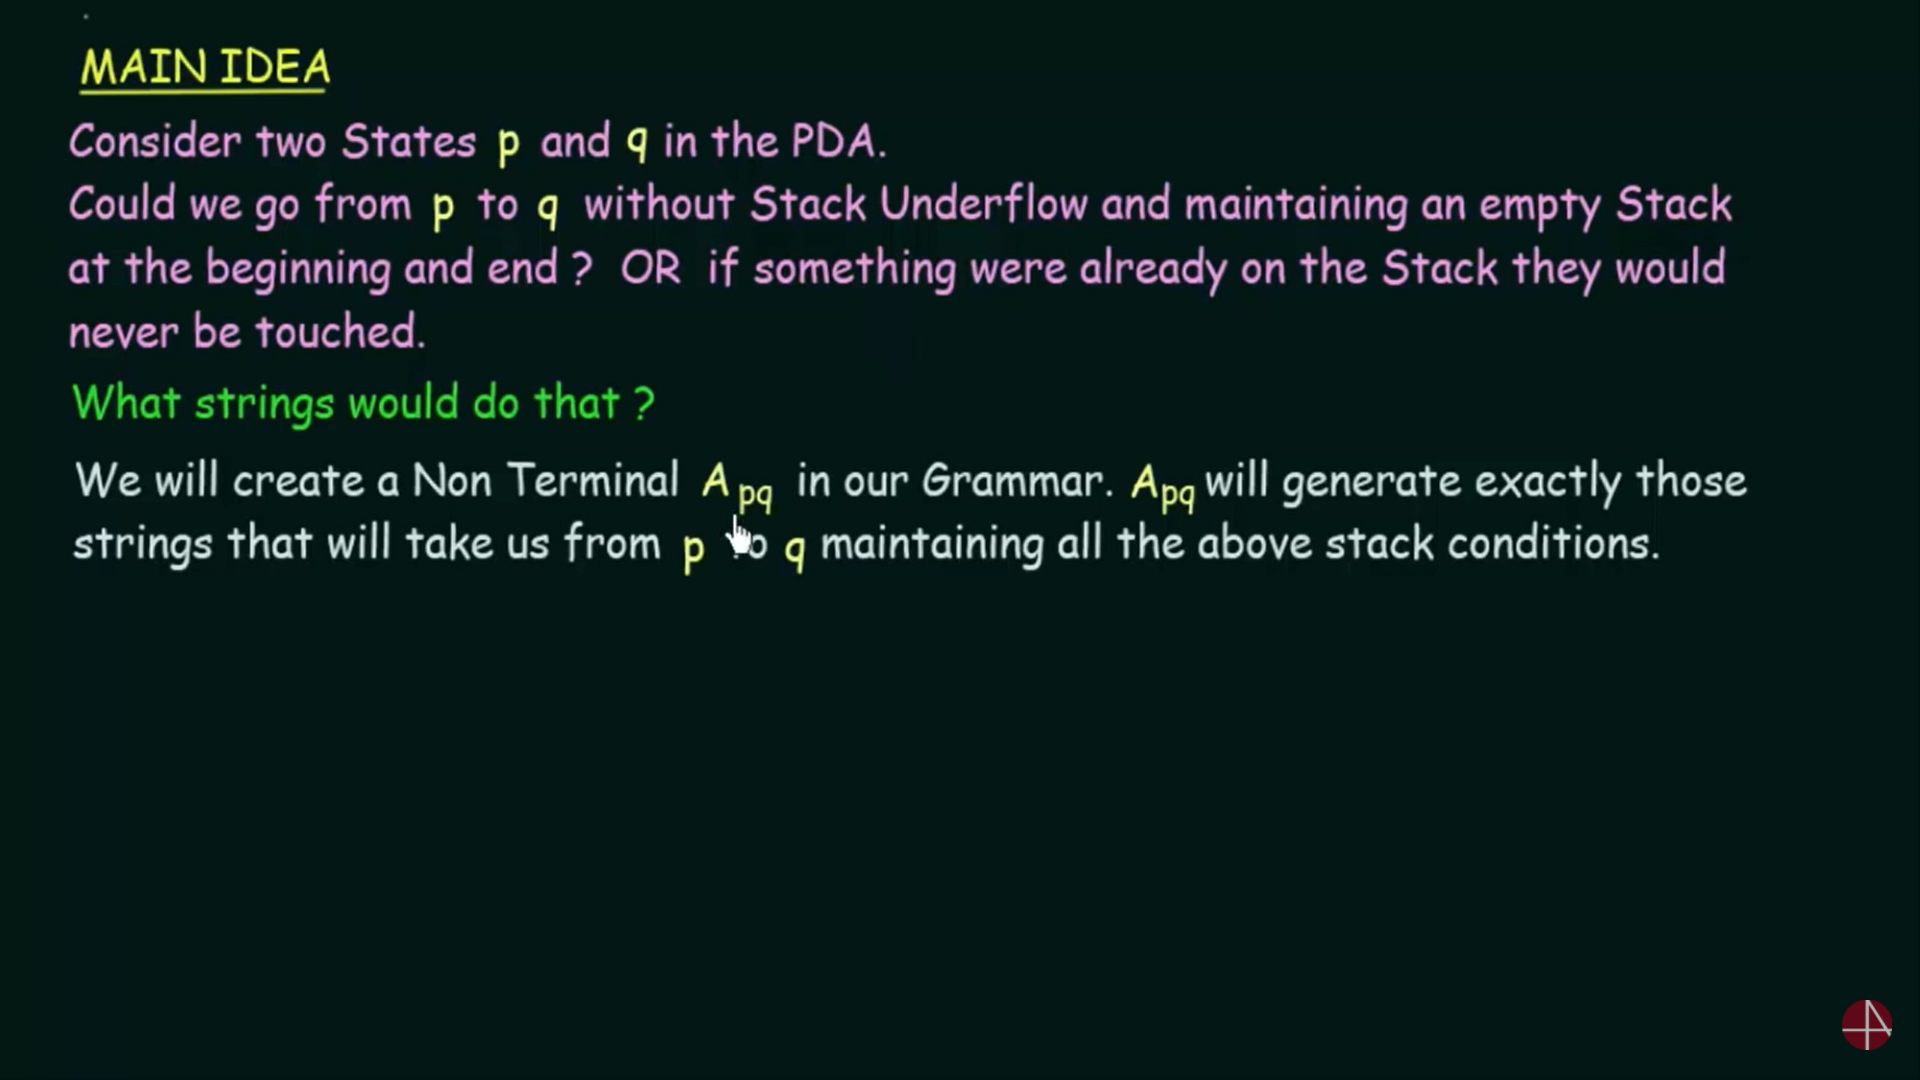 MAIN IDEA
Consider two States p and q in the PDA.
Could we go from p to q without Stack Underflow and maintaining an empty Stack
at the beginning and end ? OR if something were already on the Stack they would
never be touched.
What strings would do that ?
We will create a Non Terminal A pq in our Grammar. Apq will generate exactly those
strings that will take us from p to q maintaining all the above stack conditions.